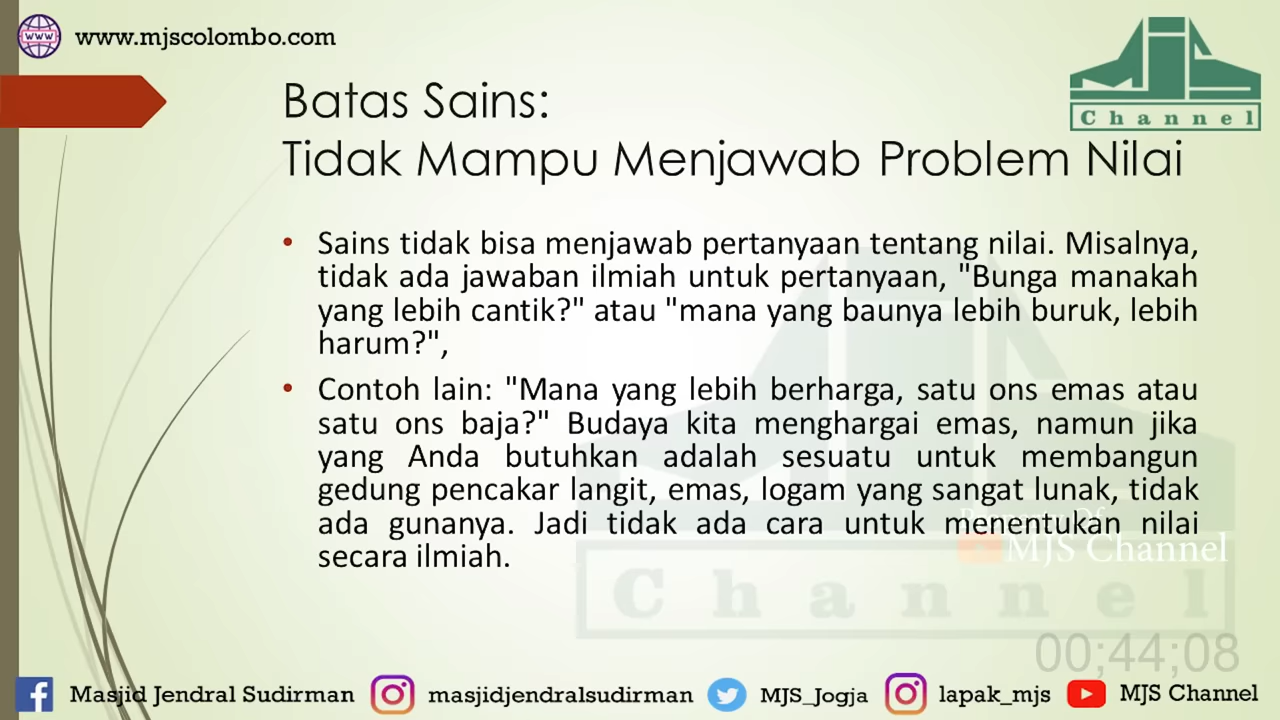 www.mjscolombo.com
Channel
Batas Sains:
Tidak Mampu Menjawab Problem Nilai
• Sains tidak bisa menjawab pertanyaan tentang nilai. Misalnya,
tidak ada jawaban ilmiah untuk pertanyaan, "Bunga manakah
yang lebih cantik?" atau "mana yang baunya lebih buruk, lebih
harum?",
• Contoh lain: "Mana yang lebih berharga, satu ons emas atau
satu ons baja?" Budaya kita menghargai emas, namun jika
yang Anda butuhkan adalah sesuatu untuk membangun
gedung pencakar langit, emas, logam yang sangat lunak, tidak
ada gunanya. Jadi tidak ada cara untuk menentukan nilai
secara ilmiah.
Property Of
MJS Channel
Channel
00;44;08
Masjid Jendral Sudirman masjidjendralsudirman MJS_Jogja lapak_mjs MJS Channel